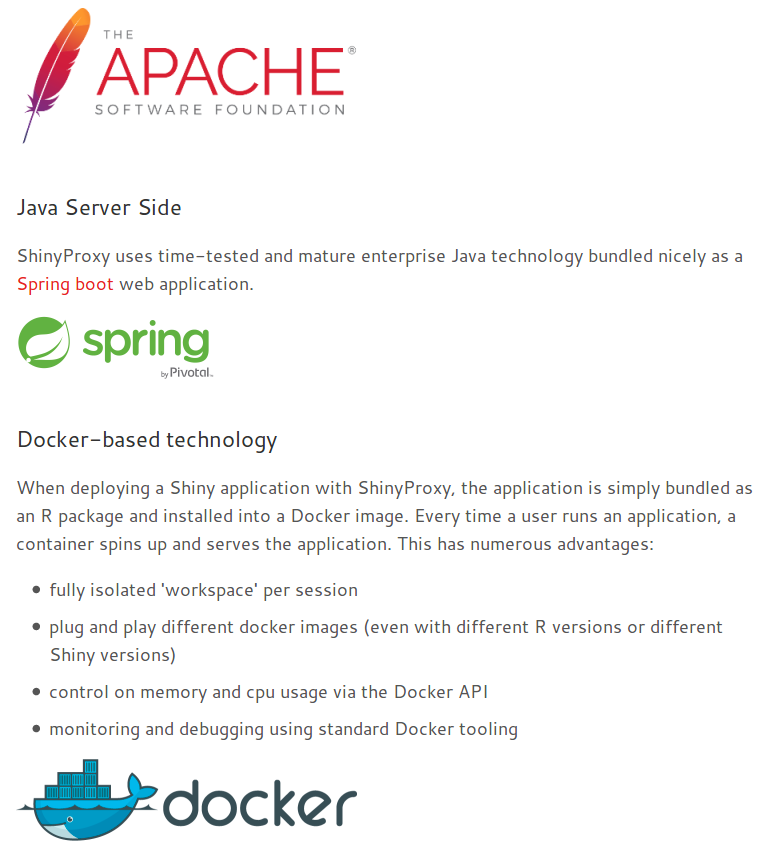 THE
APACHE®
SOFTWARE FOUNDATION
Java Server Side
ShinyProxy uses time-tested and mature enterprise Java technology bundled nicely as a
Spring boot web application.
spring
by Pivotal™
Docker-based technology
When deploying a Shiny application with ShinyProxy, the application is simply bundled as
an R package and installed into a Docker image. Every time a user runs an application, a
container spins up and serves the application. This has numerous advantages:
• fully isolated 'workspace' per session
• plug and play different docker images (even with different R versions or different
Shiny versions)
• control on memory and cpu usage via the Docker API
• monitoring and debugging using standard Docker tooling
docker